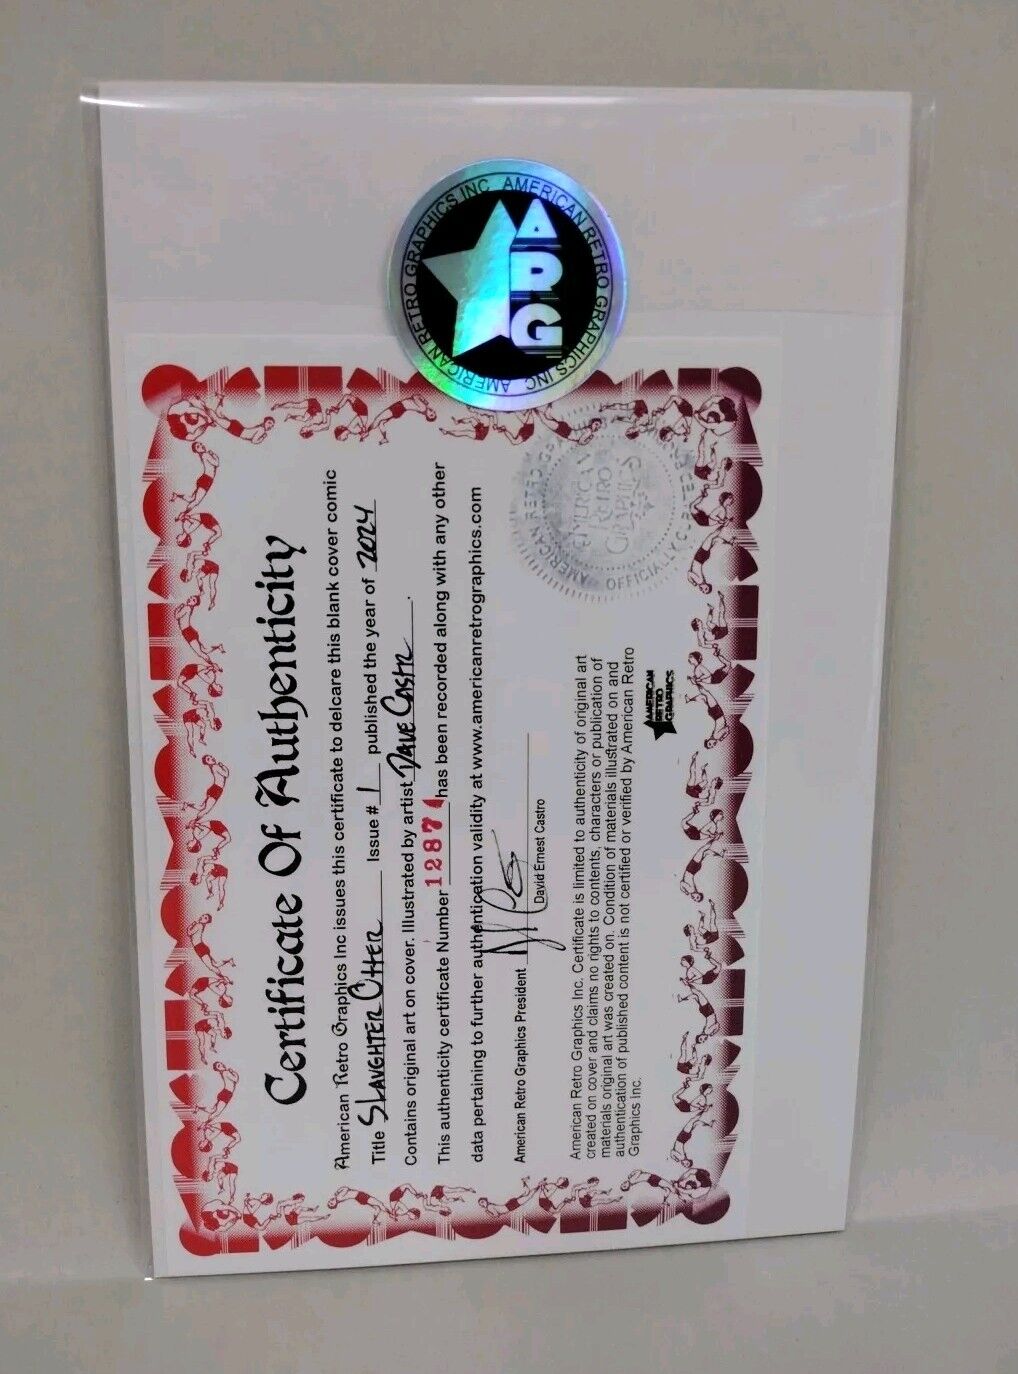 AMERICAN RETRO GRAPHICS INC. AMERICAN RETRO GRAPHICS INC.
ARG
Certificate Of Authenticity
American Retro Graphics Inc issues this certificate to delcare this blank cover comic
Title SLAUGHTER OTTER Issue # 1 published the year of 2024
Contains original art on cover. Illustrated by artist DAVE CASTR.
This authenticity certificate Number 12874 has been recorded along with any other
data pertaining to further authentication validity at www.americanretrographics.com
American Retro Graphics President
David Ernest Castro
American Retro Graphics Inc. Certificate is limited to authenticity of original art
created on cover and claims no rights to contents, characters or publication of
materials original art was created on. Condition of materials illustrated on and
authentication of published content is not certified or verified by American Retro
Graphics Inc.
AMERICAN
RETRO
GRAPHICS
AMERICAN
RETRO
GRAPHICS
AMERICAN RETRO
OFFICIALLY